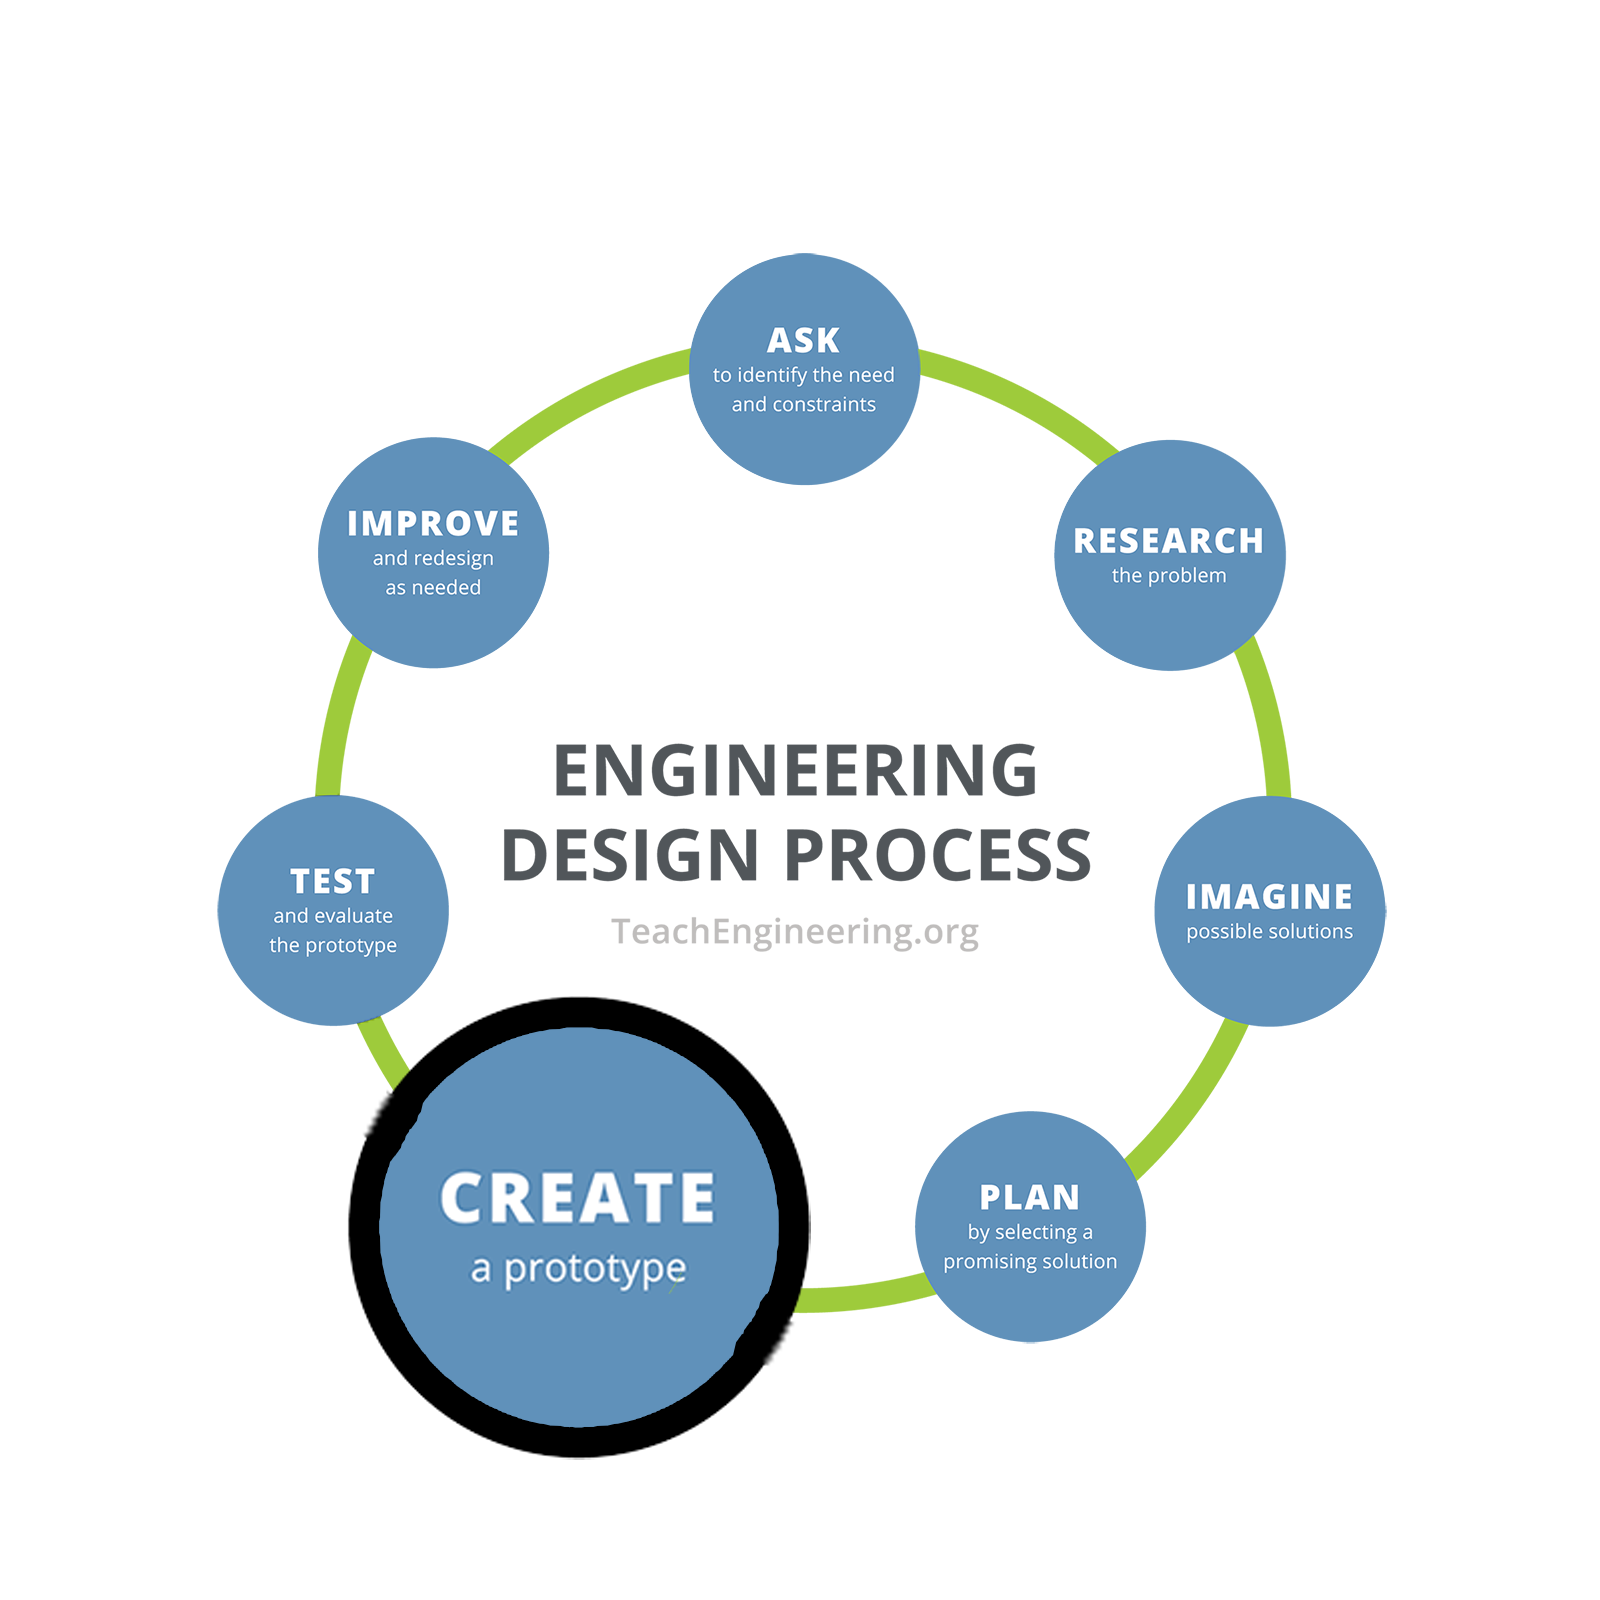 ASK
to identify the need
and constraints
RESEARCH
the problem
IMAGINE
possible solutions
PLAN
by selecting a
promising solution
CREATE
a prototype
TEST
and evaluate
the prototype
IMPROVE
and redesign
as needed
ENGINEERING
DESIGN PROCESS
TeachEngineering.org